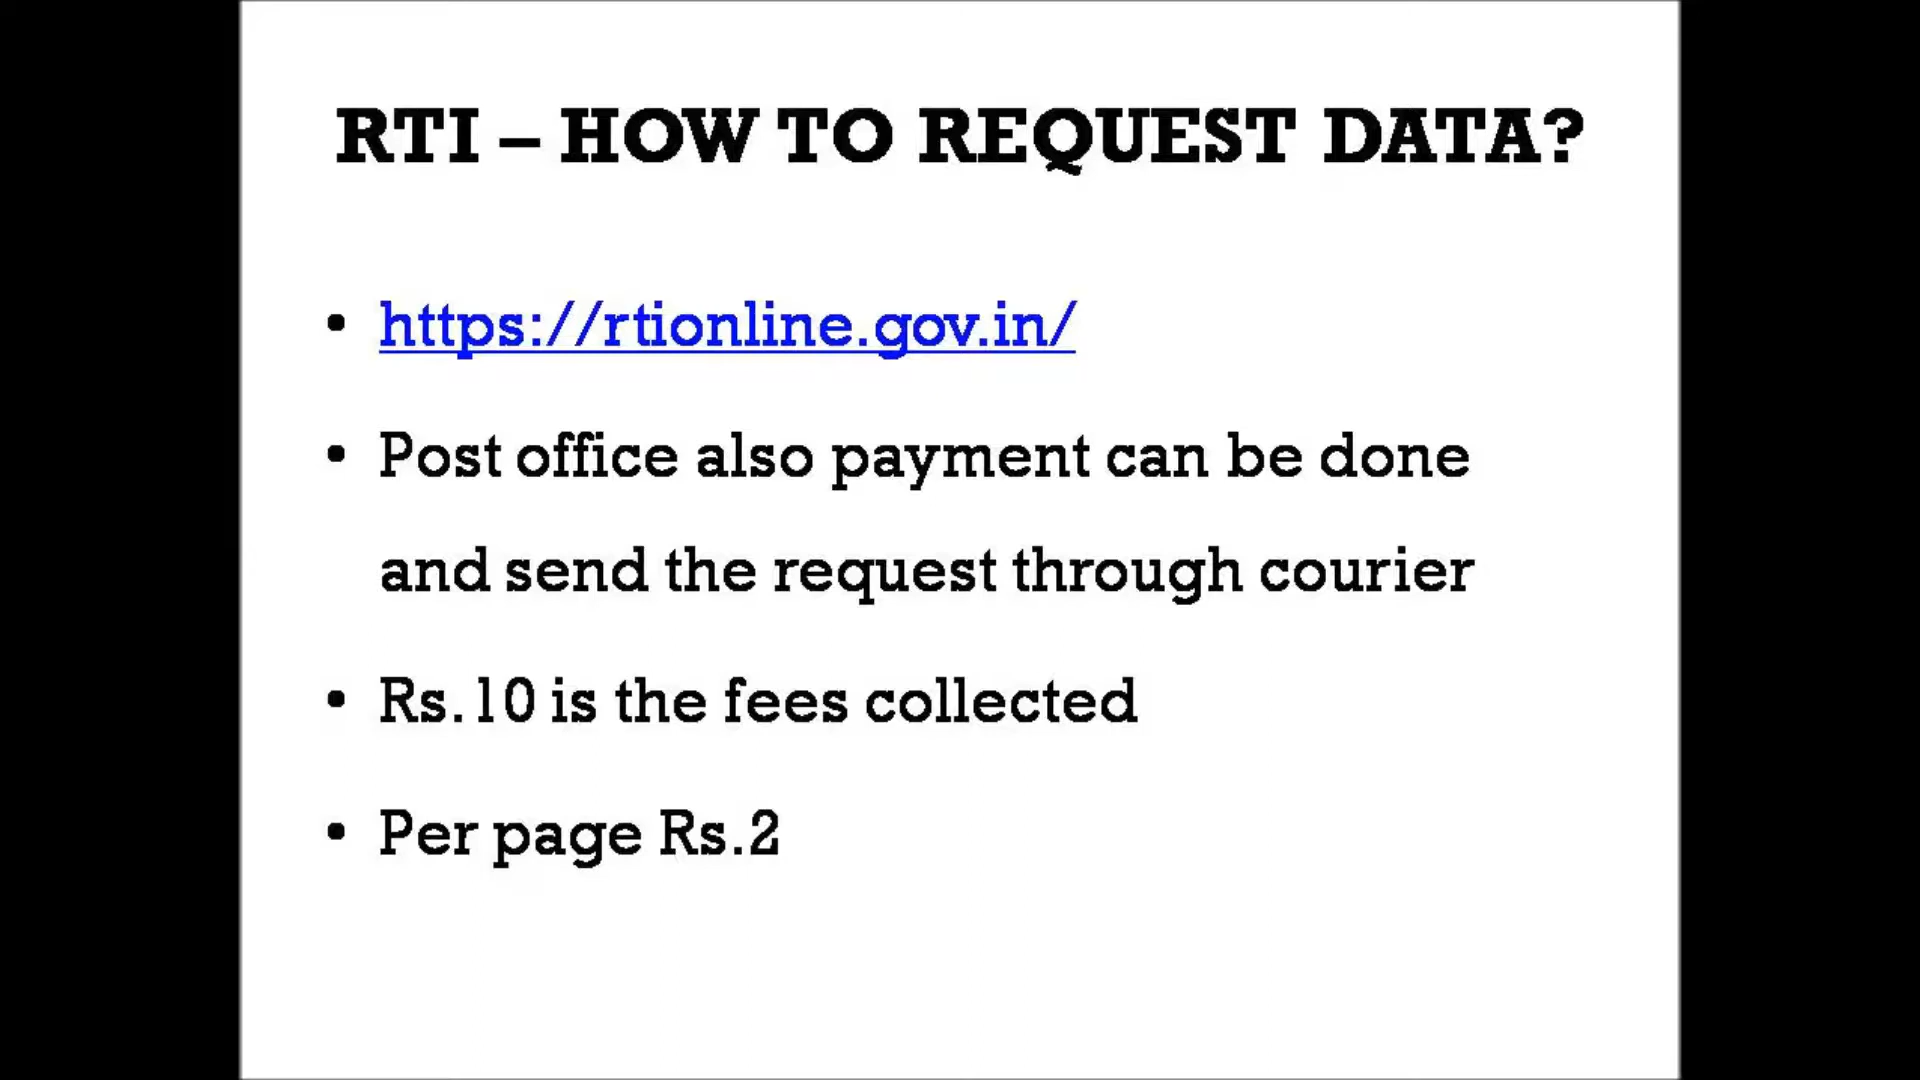 RTI – HOW TO REQUEST DATA?
• https://rtionline.gov.in/
• Post office also payment can be done
and send the request through courier
• Rs.10 is the fees collected
• Per page Rs.2